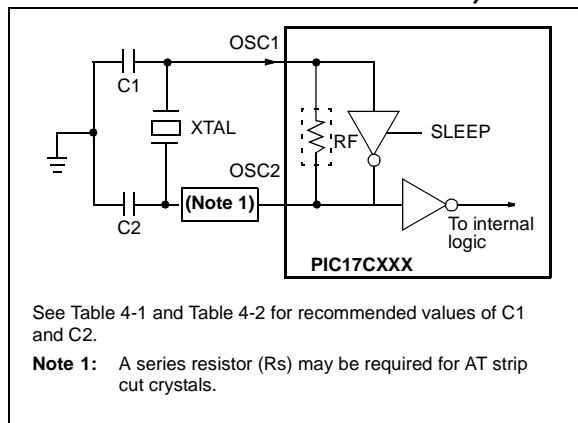 OSC1
C1
XTAL
RF
SLEEP
OSC2
(Note 1)
C2
To internal
logic
PIC17CXXX
See Table 4-1 and Table 4-2 for recommended values of C1
and C2.
Note 1: A series resistor (Rs) may be required for AT strip
cut crystals.